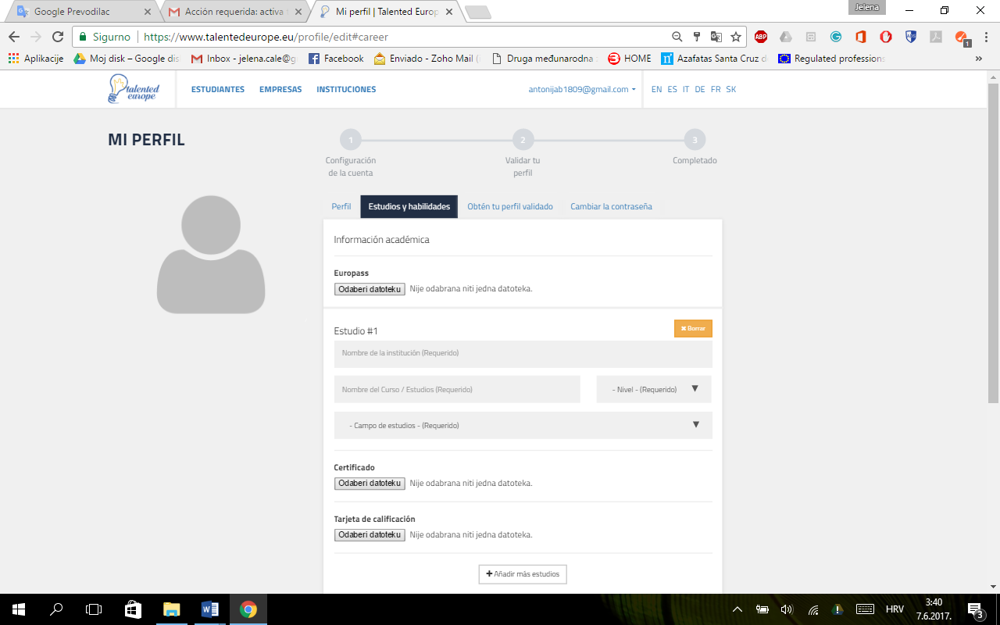 Google Prevodilac
Acción requerida: activa
Mi perfil | Talented Europ
Jelena
Sigurno
https://www.talentedeurope.eu/profile/edit#career
ABP
1
Aplikacije
Moj disk – Google dis
Inbox - jelena.cale@g
Facebook
Enviado - Zoho Mail (
Druga međunarodna
HOME
Azafatas Santa Cruz d
Regulated professions
»
talented europe
ESTUDIANTES
EMPRESAS
INSTITUCIONES
antonijab1809@gmail.com
EN ES IT DE FR SK
MI PERFIL
1
2
3
Configuración de la cuenta
Validar tu perfil
Completado
Perfil
Estudios y habilidades
Obtén tu perfil validado
Cambiar la contraseña
Información académica
Europass
Odaberi datoteku Nije odabrana niti jedna datoteka.
Estudio #1
Borrar
Nombre de la institución (Requerido)
Nombre del Curso / Estudios (Requerido)
- Nivel - (Requerido)
- Campo de estudios - (Requerido)
Certificado
Odaberi datoteku Nije odabrana niti jedna datoteka.
Tarjeta de calificación
Odaberi datoteku Nije odabrana niti jedna datoteka.
+ Añadir más estudios
HRV
3:40
7.6.2017.
3